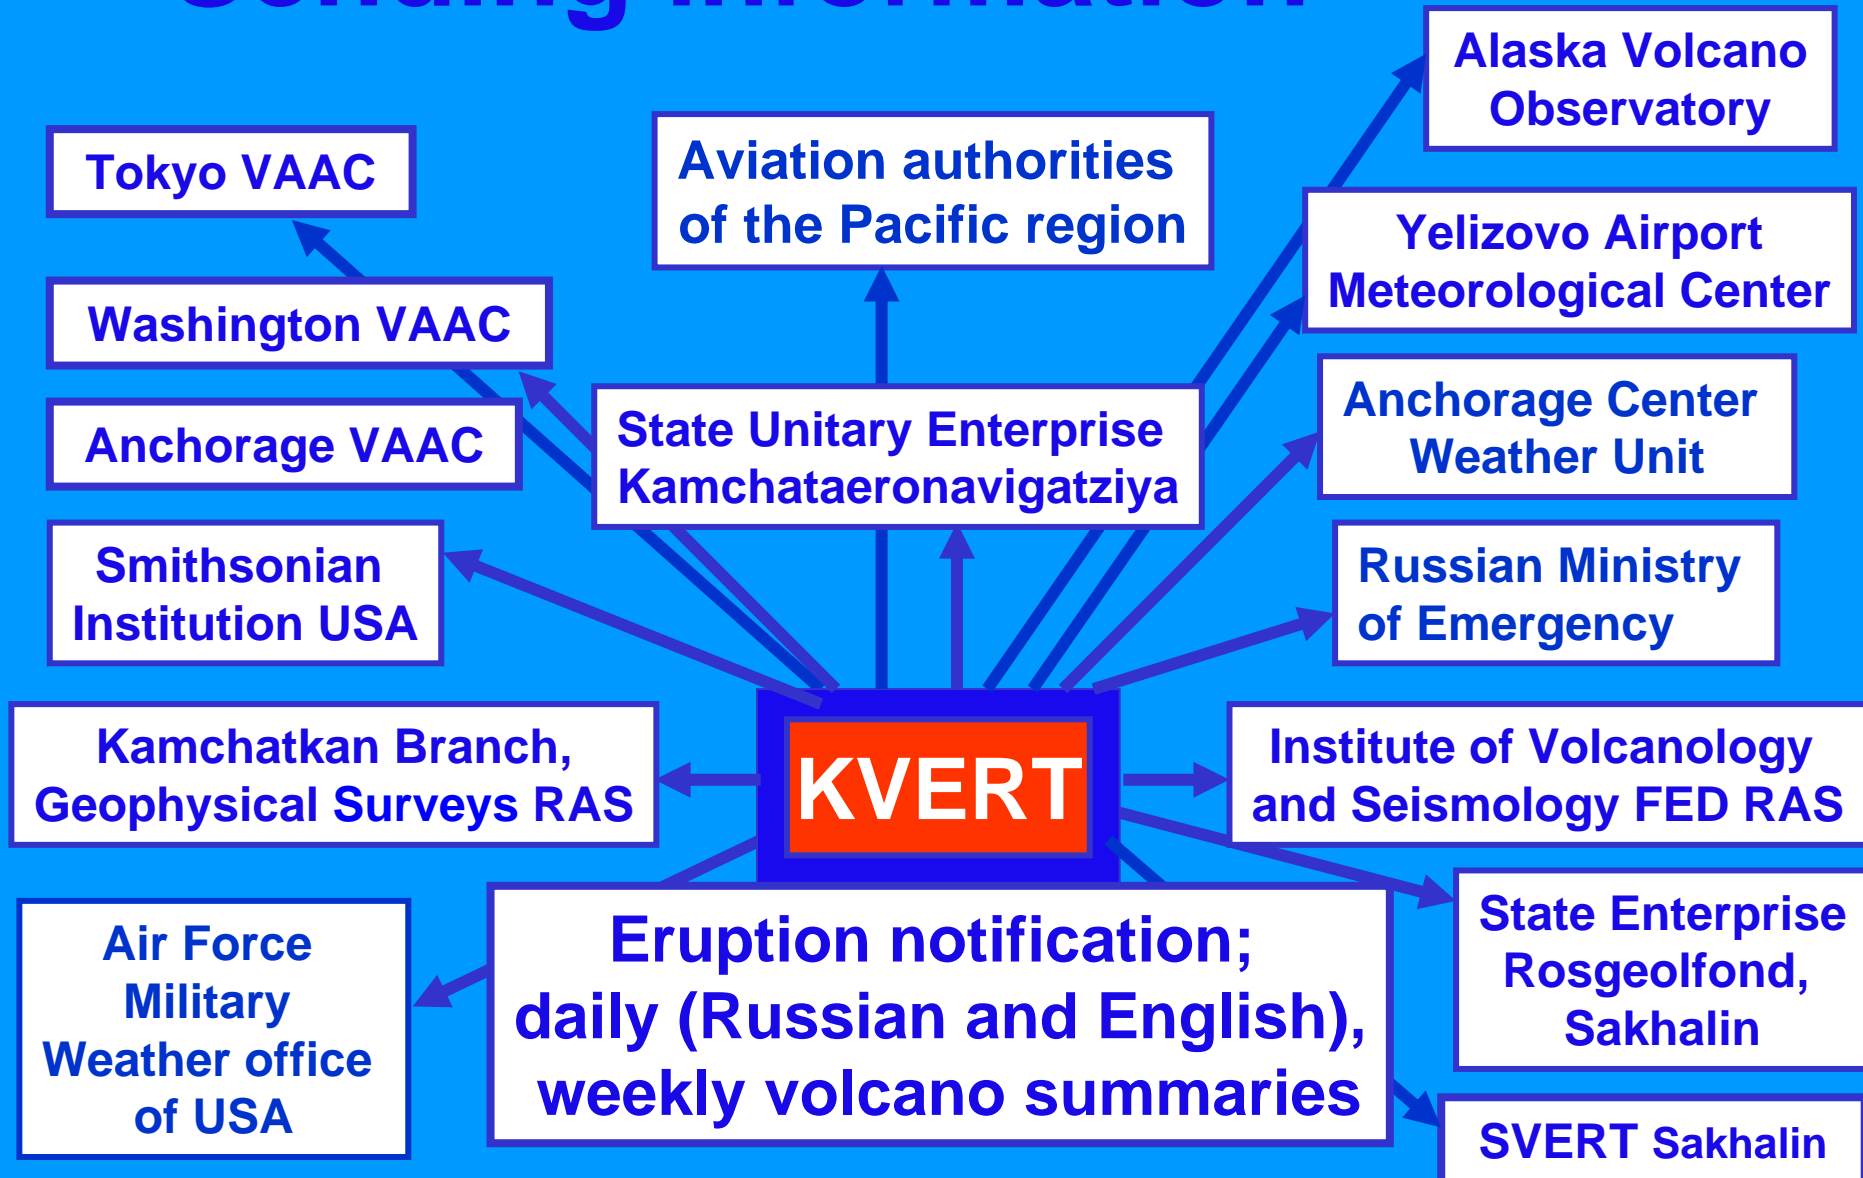 Sending information
Alaska Volcano
Observatory
Tokyo VAAC
Aviation authorities
of the Pacific region
Yelizovo Airport
Meteorological Center
Washington VAAC
Anchorage Center
Weather Unit
Anchorage VAAC
State Unitary Enterprise
Kamchataeronavigatziya
Smithsonian
Institution USA
Russian Ministry
of Emergency
Kamchatkan Branch,
Geophysical Surveys RAS
KVERT
Institute of Volcanology
and Seismology FED RAS
Air Force
Military
Weather office
of USA
Eruption notification;
daily (Russian and English),
weekly volcano summaries
State Enterprise
Rosgeolfond,
Sakhalin
SVERT Sakhalin